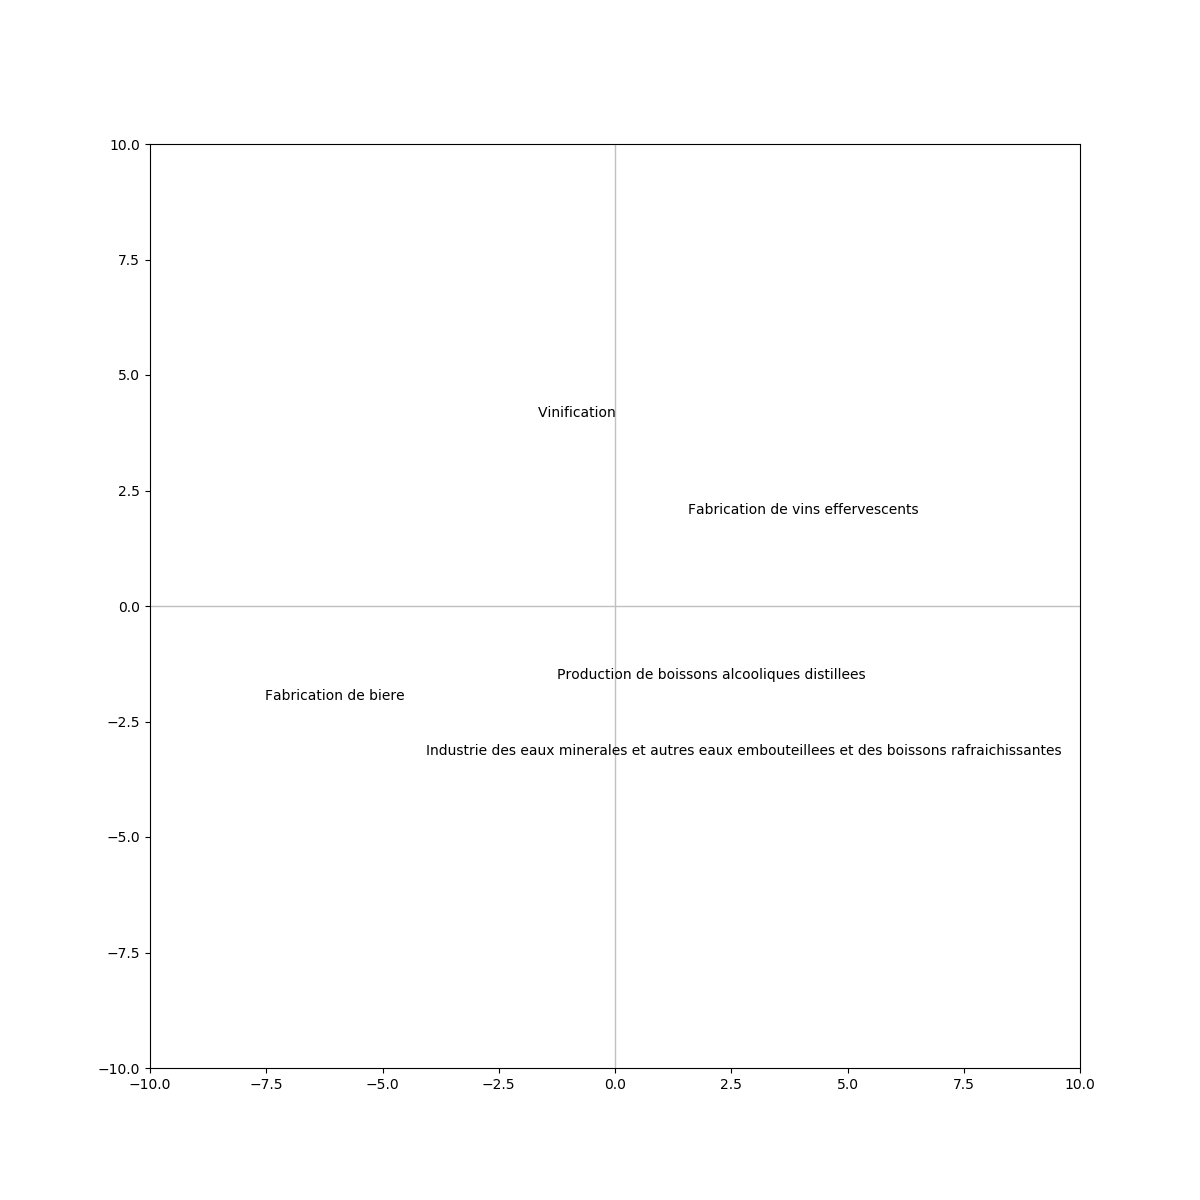 10.0
7.5
5.0
Vinification
2.5
Fabrication de vins effervescents
0.0
Production de boissons alcooliques distillees
Fabrication de biere
−2.5
Industrie des eaux minerales et autres eaux embouteillees et des boissons rafraichissantes
−5.0
−7.5
−10.0
−10.0 −7.5 −5.0 −2.5 0.0 2.5 5.0 7.5 10.0